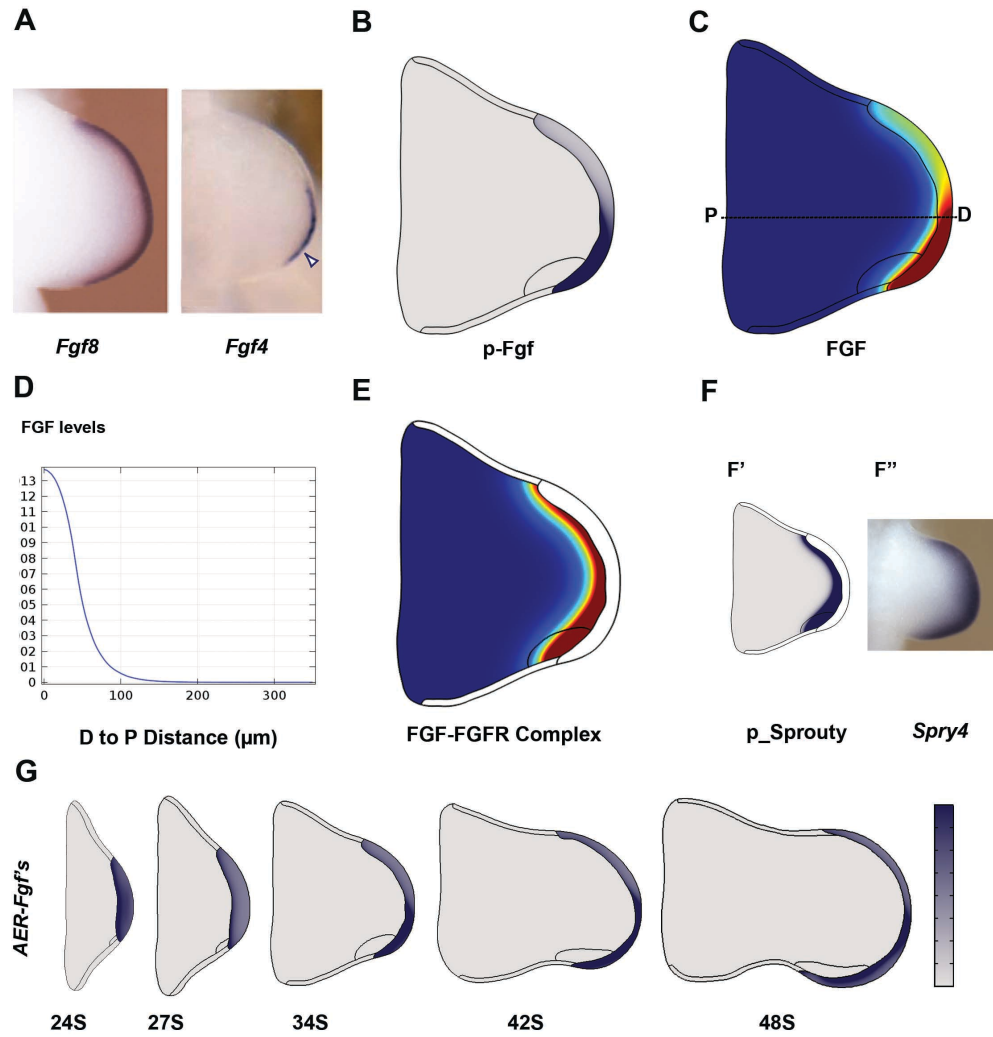 A
B
C
Fgf8
Fgf4
p-Fgf
P
D
FGF
D
FGF levels
13
12
11
01
09
08
07
06
05
04
03
02
01
0
0
100
200
300
D to P Distance (µm)
E
FGF-FGFR Complex
F
F'
F"
p_Sprouty
Spry4
G
AER-Fgf's
24S
27S
34S
42S
48S